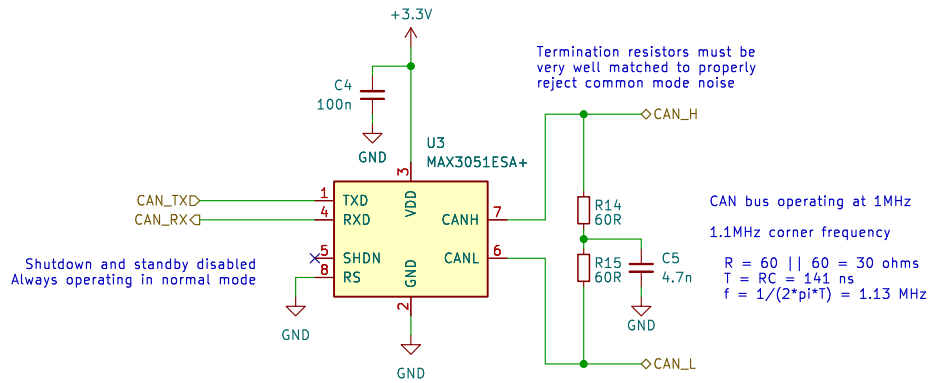 +3.3V
Termination resistors must be
very well matched to properly
reject common mode noise
C4
100n
GND
CAN_H
U3
MAX3051ESA+
3
CAN_TX
1
TXD
VDD
CAN_RX
4
RXD
CANH
7
R14
60R
CAN bus operating at 1MHz
1.1MHz corner frequency
Shutdown and standby disabled
Always operating in normal mode
5
SHDN
GND
CANL
6
R15
60R
C5
4.7n
R = 60 || 60 = 30 ohms
T = RC = 141 ns
f = 1/(2*pi*T) = 1.13 MHz
8
RS
2
GND
GND
GND
CAN_L